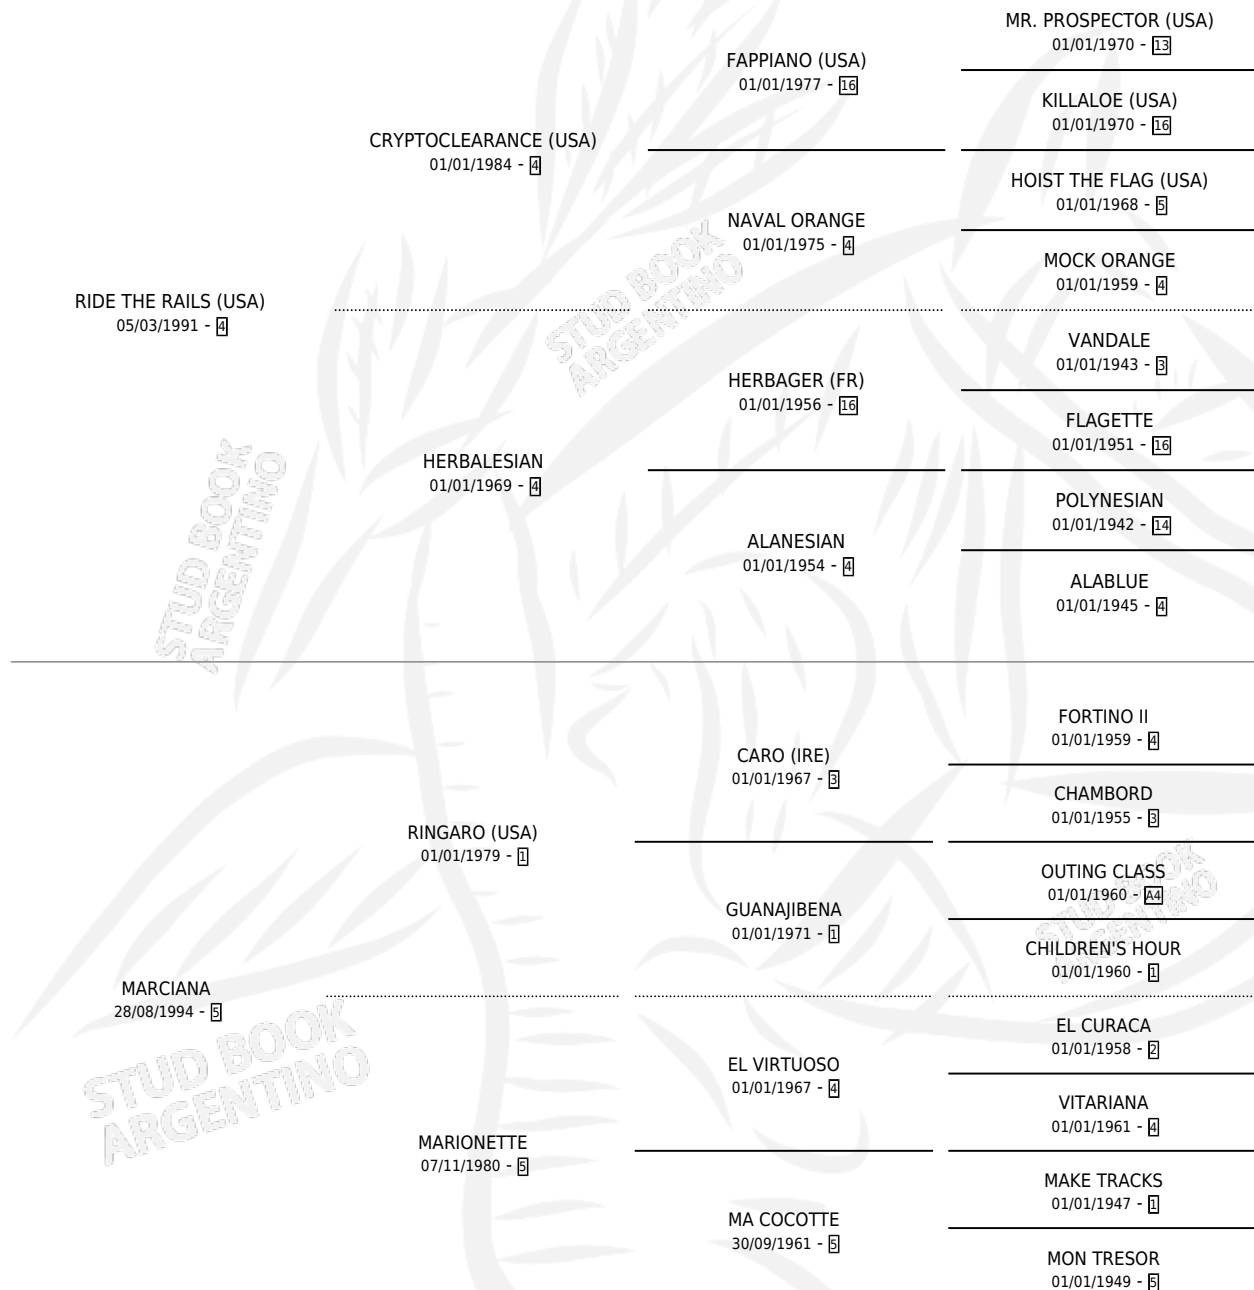 MR. PROSPECTOR (USA)
01/01/1970 - 13
FAPPIANO (USA)
01/01/1977 - 16
KILLALOE (USA)
01/01/1970 - 16
CRYPTOCLEARANCE (USA)
01/01/1984 - 4
HOIST THE FLAG (USA)
01/01/1968 - 5
NAVAL ORANGE
01/01/1975 - 4
MOCK ORANGE
01/01/1959 - 4
RIDE THE RAILS (USA)
05/03/1991 - 4
STUD BOOK
ARGENTINO
VANDALE
01/01/1943 - 3
HERBAGER (FR)
01/01/1956 - 16
FLAGETTE
01/01/1951 - 16
HERBALESIAN
01/01/1969 - 4
POLYNESIAN
01/01/1942 - 14
ALANESIAN
01/01/1954 - 4
ALABLUE
01/01/1945 - 4
STUD BOOK
ARGENTINO
FORTINO II
01/01/1959 - 4
CARO (IRE)
01/01/1967 - 3
CHAMBORD
01/01/1955 - 3
RINGARO (USA)
01/01/1979 - 1
OUTING CLASS
01/01/1960 - A4
GUANAJIBENA
01/01/1971 - 1
CHILDREN'S HOUR
01/01/1960 - 1
STUD BOOK
ARGENTINO
MARCIANA
28/08/1994 - 5
EL CURACA
01/01/1958 - 2
EL VIRTUOSO
01/01/1967 - 4
VITARIANA
01/01/1961 - 4
STUD BOOK
ARGENTINO
MARIONETTE
07/11/1980 - 5
MAKE TRACKS
01/01/1947 - 1
MA COCOTTE
30/09/1961 - 5
MON TRESOR
01/01/1949 - 5